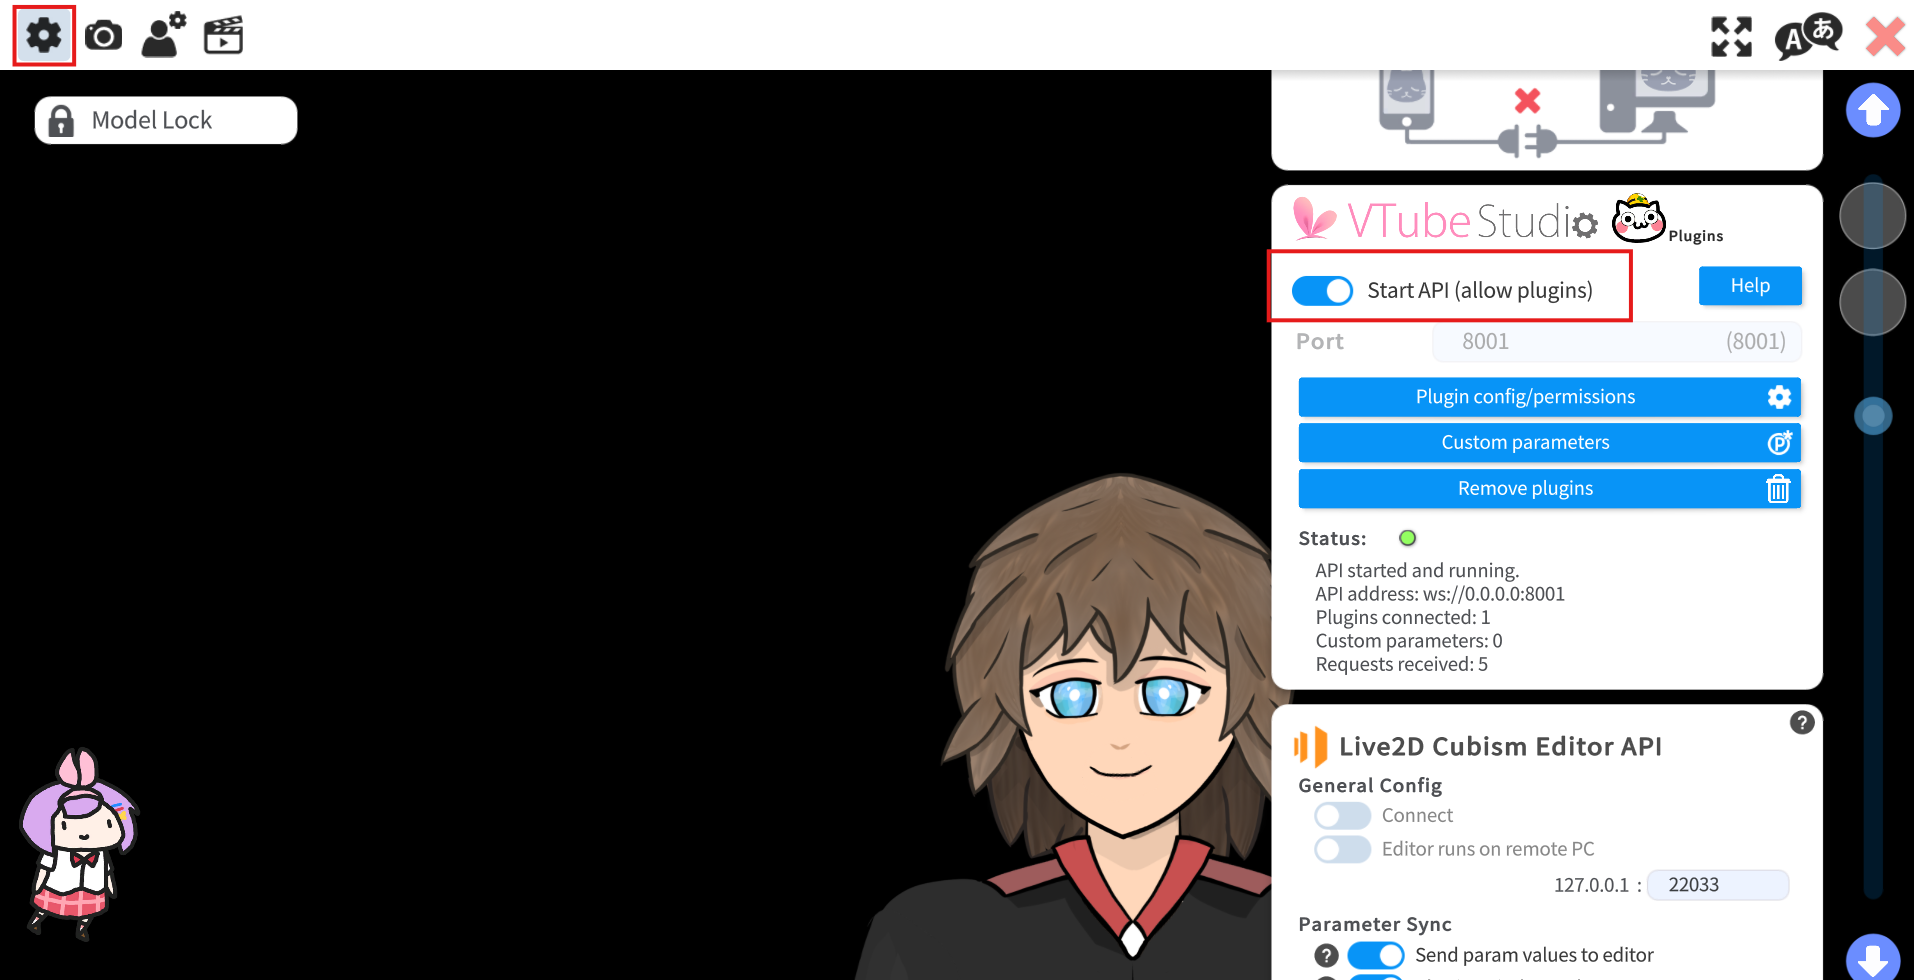 A あ
Model Lock
VTube Studio Plugins
Start API (allow plugins)
Help
Port 8001 (8001)
Plugin config/permissions
Custom parameters
Remove plugins
Status:
API started and running.
API address: ws://0.0.0.0:8001
Plugins connected: 1
Custom parameters: 0
Requests received: 5
?
Live2D Cubism Editor API
General Config
Connect
Editor runs on remote PC
127.0.0.1 : 22033
Parameter Sync
? Send param values to editor